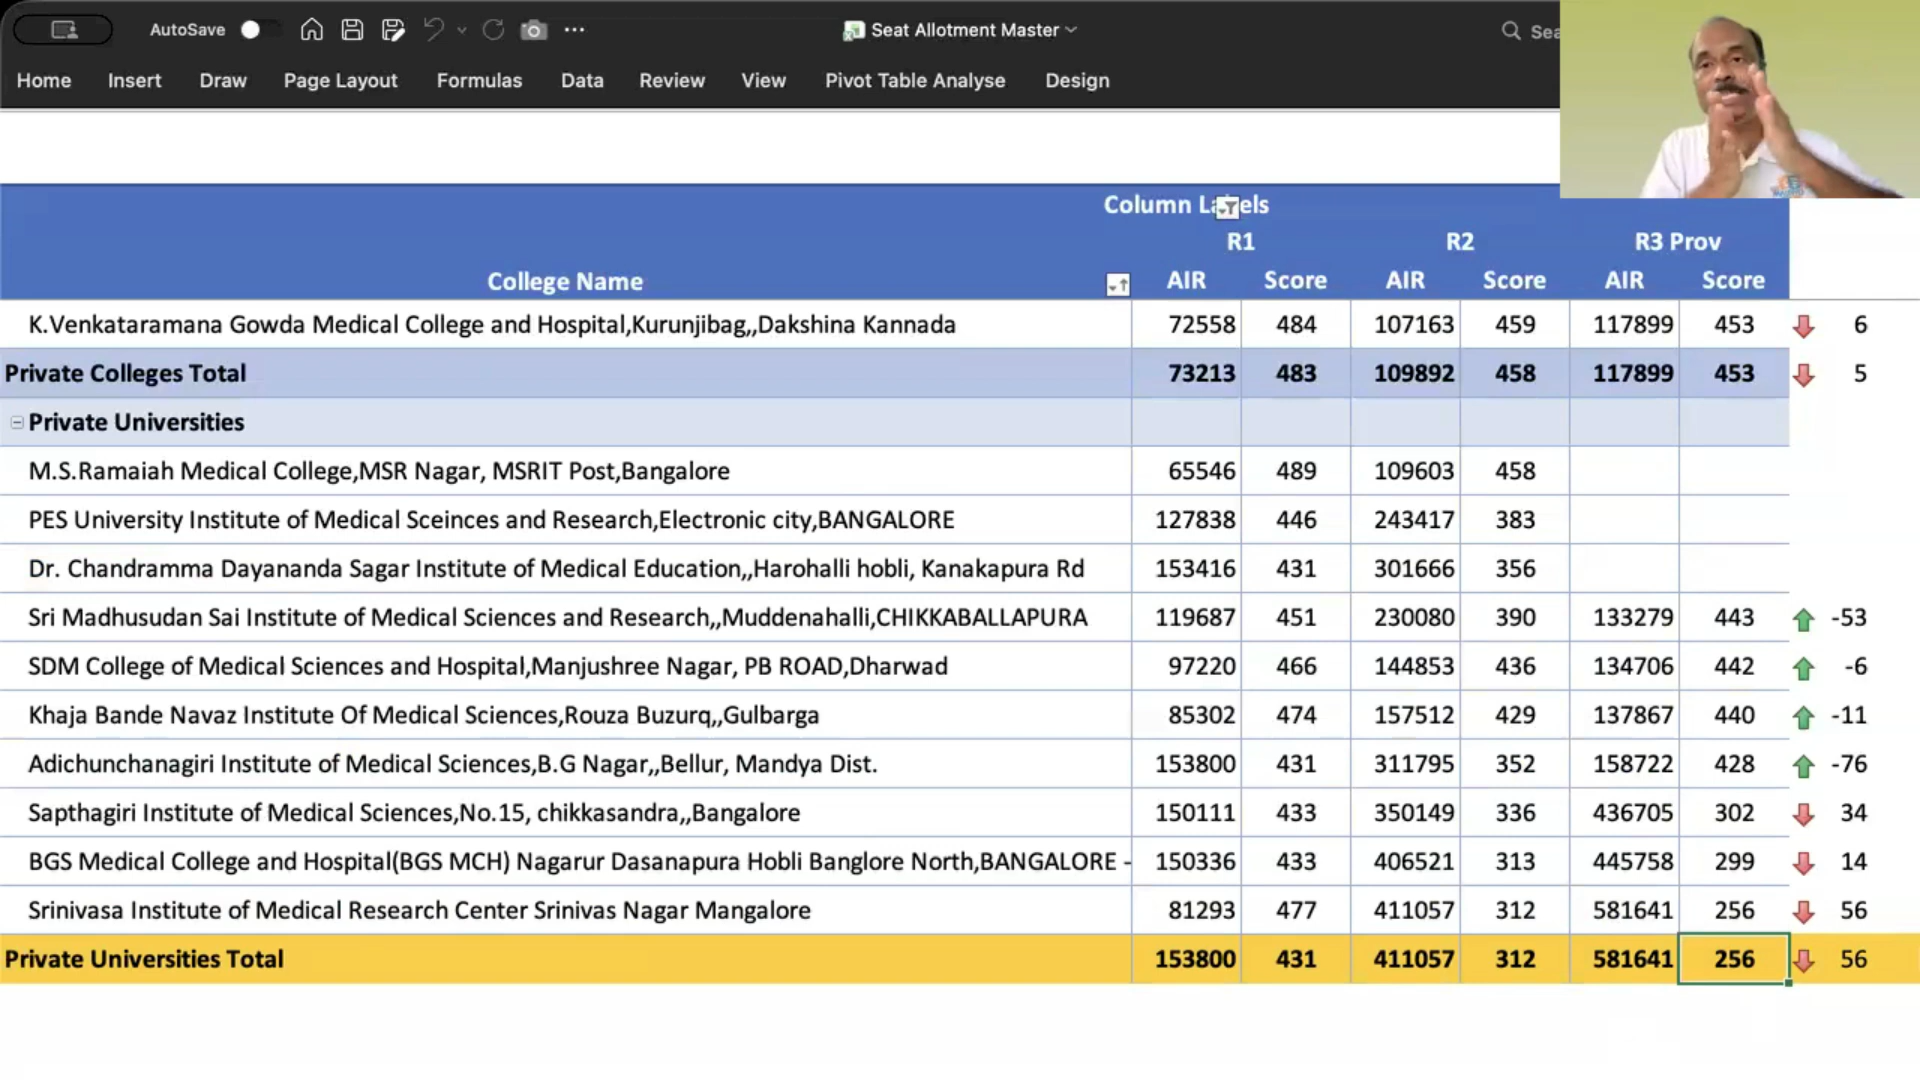 AutoSave
Seat Allotment Master
Sea
Home Insert Draw Page Layout Formulas Data Review View Pivot Table Analyse Design
Column Labels
R1 R2 R3 Prov
College Name AIR Score AIR Score AIR Score
K.Venkataramana Gowda Medical College and Hospital,Kurunjibag,,Dakshina Kannada 72558 484 107163 459 117899 453 6
Private Colleges Total 73213 483 109892 458 117899 453 5
Private Universities
M.S.Ramaiah Medical College,MSR Nagar, MSRIT Post,Bangalore 65546 489 109603 458
PES University Institute of Medical Sceinces and Research,Electronic city,BANGALORE 127838 446 243417 383
Dr. Chandramma Dayananda Sagar Institute of Medical Education,,Harohalli hobli, Kanakapura Rd 153416 431 301666 356
Sri Madhusudan Sai Institute of Medical Sciences and Research,,Muddenahalli,CHIKKABALLAPURA 119687 451 230080 390 133279 443 -53
SDM College of Medical Sciences and Hospital,Manjushree Nagar, PB ROAD,Dharwad 97220 466 144853 436 134706 442 -6
Khaja Bande Navaz Institute Of Medical Sciences,Rouza Buzurq,,Gulbarga 85302 474 157512 429 137867 440 -11
Adichunchanagiri Institute of Medical Sciences,B.G Nagar,,Bellur, Mandya Dist. 153800 431 311795 352 158722 428 -76
Sapthagiri Institute of Medical Sciences,No.15, chikkasandra,,Bangalore 150111 433 350149 336 436705 302 34
BGS Medical College and Hospital(BGS MCH) Nagarur Dasanapura Hobli Banglore North,BANGALORE - 150336 433 406521 313 445758 299 14
Srinivasa Institute of Medical Research Center Srinivas Nagar Mangalore 81293 477 411057 312 581641 256 56
Private Universities Total 153800 431 411057 312 581641 256 56